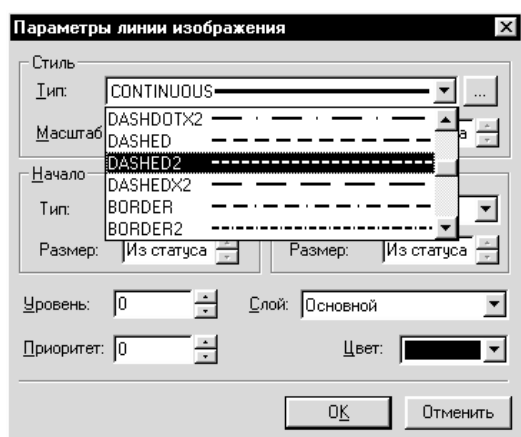 Параметры линии изображения
Стиль
Тип: CONTINUOUS ...
DASHDOTX2
Масштаб а
DASHED
DASHED2
Начало
DASHEDX2
Тип: BORDER
BORDER2
Размер: Из статуса Размер: Из статуса
Уровень: 0 Слой: Основной
Приоритет: 0 Цвет:
OK Отменить